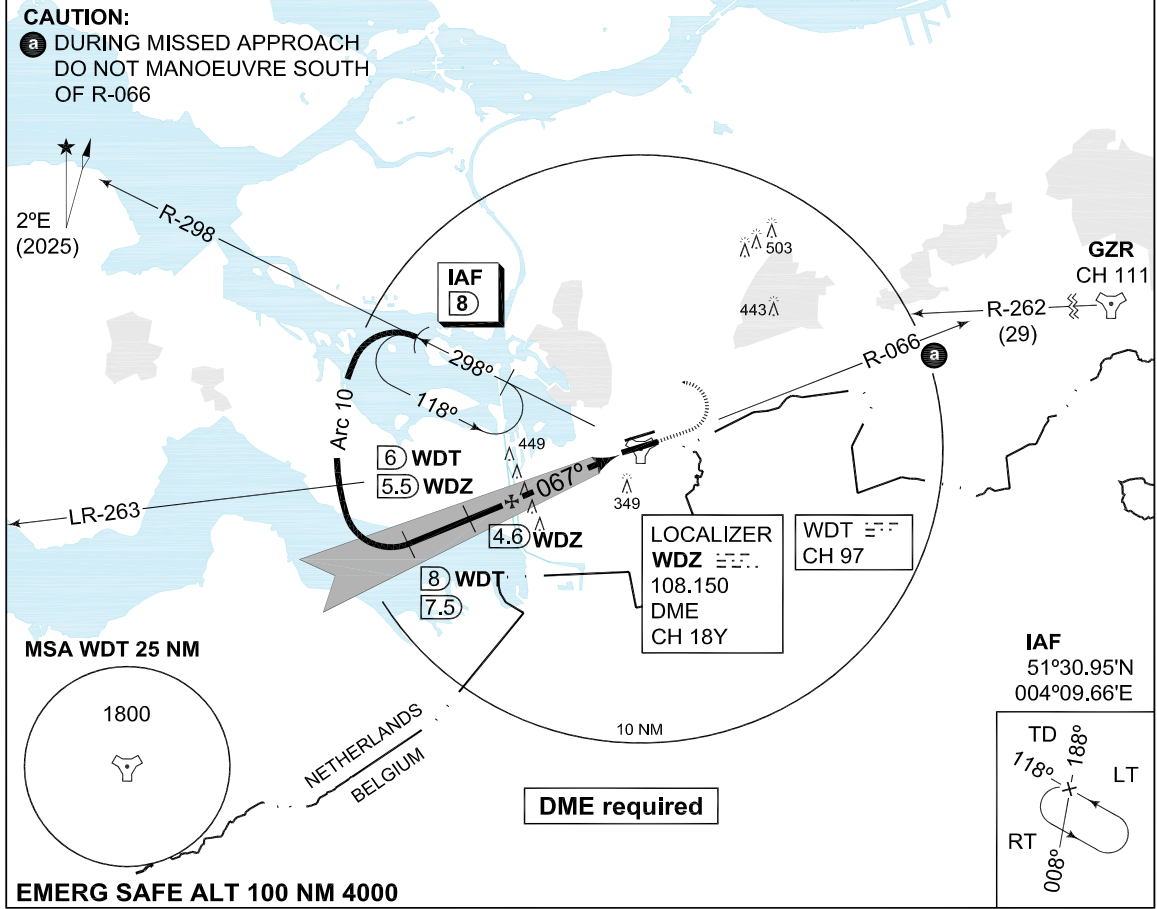 CAUTION:
a DURING MISSED APPROACH
DO NOT MANOEUVRE SOUTH
OF R-066
2ºE
(2025)
R-298
IAF
8
503
443
GZR
CH 111
R-262
(29)
R-066
a
298º
118º
Arc 10
449
6 WDT
5.5 WDZ
067º
349
LR-263
4.6 WDZ
8 WDT
7.5
LOCALIZER
WDZ
108.150
DME
CH 18Y
WDT
CH 97
MSA WDT 25 NM
1800
NETHERLANDS
BELGIUM
10 NM
DME required
IAF
51º30.95'N
004º09.66'E
TD
118º
188º
LT
RT
008º
EMERG SAFE ALT 100 NM 4000